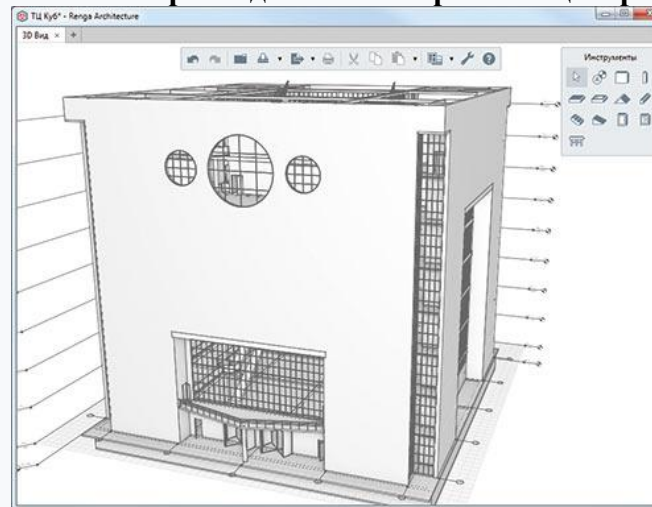 ТЦ Куб* - Renga Architecture
3D Вид × +
Инструменты